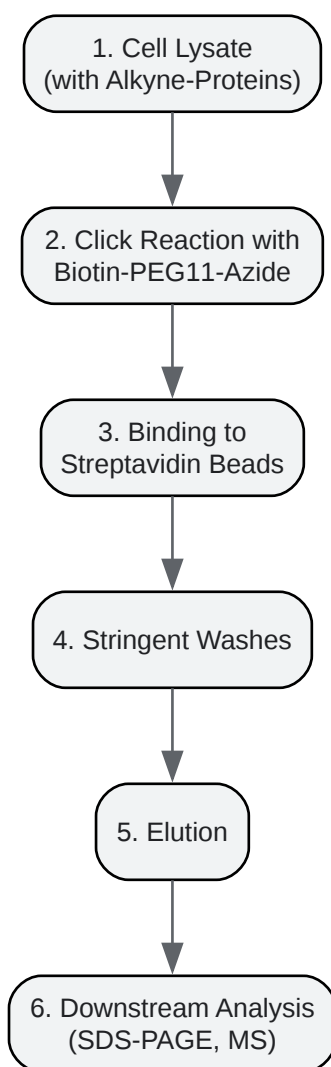 1. Cell Lysate
(with Alkyne-Proteins)
2. Click Reaction with
Biotin-PEG11-Azide
3. Binding to
Streptavidin Beads
4. Stringent Washes
5. Elution
6. Downstream Analysis
(SDS-PAGE, MS)